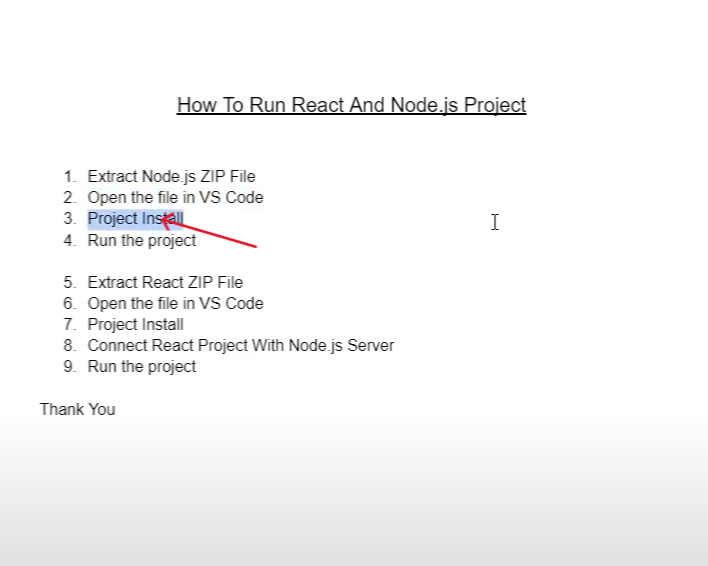 How To Run React And Node.js Project
1. Extract Node.js ZIP File
2. Open the file in VS Code
3. Project Install
4. Run the project
5. Extract React ZIP File
6. Open the file in VS Code
7. Project Install
8. Connect React Project With Node.js Server
9. Run the project
Thank You